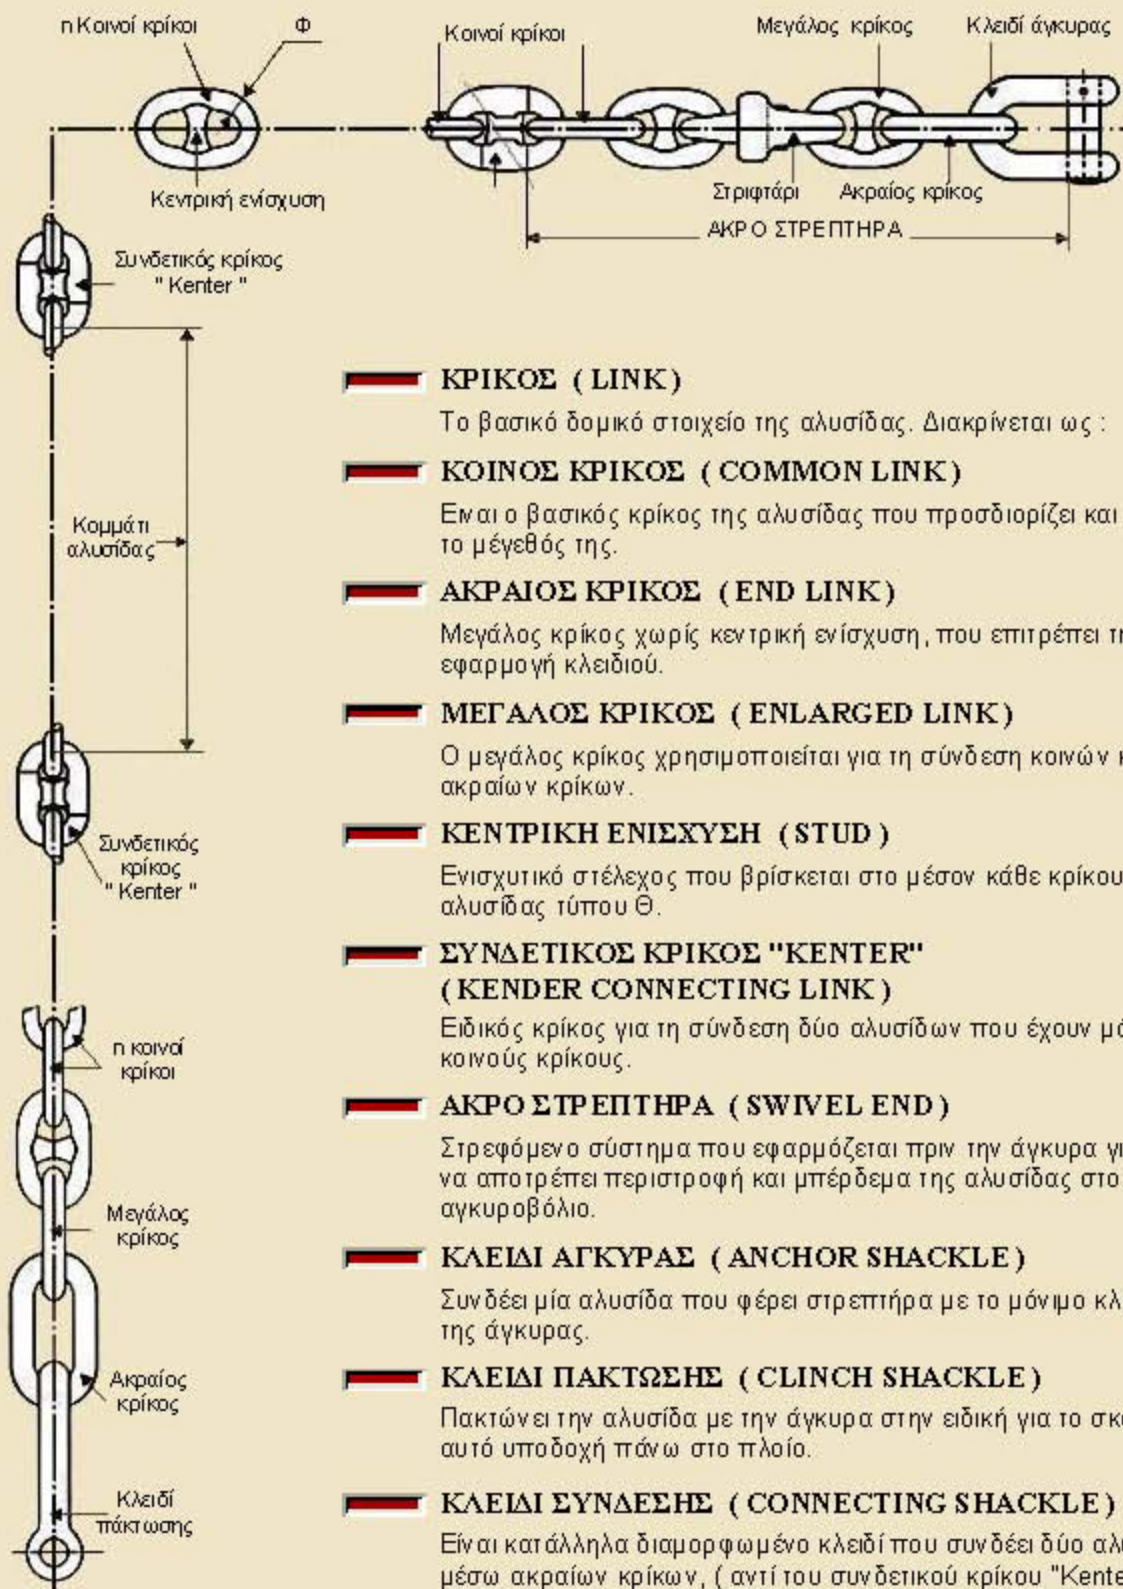 n Κοινοί κρίκοι
Φ
Κοινοί κρίκοι
Μεγάλος κρίκος
Κλειδί άγκυρας
Κεντρική ενίσχυση
Στριφτάρι
Ακραίος κρίκος
ΑΚΡΟ ΣΤΡΕΠΤΗΡΑ
Συνδετικός κρίκος
" Kenter "
Κομμάτι
αλυσίδας
Συνδετικός
κρίκος
" Kenter "
n κοινοί
κρίκοι
Μεγάλος
κρίκος
Ακραίος
κρίκος
Κλειδί
πάκτωσης
ΚΡΙΚΟΣ ( LINK )
Το βασικό δομικό στοιχείο της αλυσίδας. Διακρίνεται ως :
ΚΟΙΝΟΣ ΚΡΙΚΟΣ ( COMMON LINK )
Είναι ο βασικός κρίκος της αλυσίδας που προσδιορίζει και
το μέγεθός της.
ΑΚΡΑΙΟΣ ΚΡΙΚΟΣ ( END LINK )
Μεγάλος κρίκος χωρίς κεντρική ενίσχυση, που επιτρέπει
εφαρμογή κλειδιού.
ΜΕΓΑΛΟΣ ΚΡΙΚΟΣ ( ENLARGED LINK )
Ο μεγάλος κρίκος χρησιμοποιείται για τη σύνδεση κοινών
ακραίων κρίκων.
ΚΕΝΤΡΙΚΗ ΕΝΙΣΧΥΣΗ ( STUD )
Ενισχυτικό στέλεχος που βρίσκεται στο μέσον κάθε κρίκου
αλυσίδας τύπου Θ.
ΣΥΝΔΕΤΙΚΟΣ ΚΡΙΚΟΣ "KENTER"
( KENDER CONNECTING LINK )
Ειδικός κρίκος για τη σύνδεση δύο αλυσίδων που έχουν
κοινούς κρίκους.
ΑΚΡΟ ΣΤΡΕΠΤΗΡΑ ( SWIVEL END )
Στρεφόμενο σύστημα που εφαρμόζεται πριν την άγκυρα
να αποτρέπει περιστροφή και μπέρδεμα της αλυσίδας στο
αγκυροβόλιο.
ΚΛΕΙΔΙ ΑΓΚΥΡΑΣ ( ANCHOR SHACKLE )
Συνδέει μία αλυσίδα που φέρει στρεπτήρα με το μόνιμο
της άγκυρας.
ΚΛΕΙΔΙ ΠΑΚΤΩΣΗΣ ( CLINCH SHACKLE )
Πακτώνει την αλυσίδα με την άγκυρα στην ειδική για το
αυτό υποδοχή πάνω στο πλοίο.
ΚΛΕΙΔΙ ΣΥΝΔΕΣΗΣ ( CONNECTING SHACKLE )
Είναι κατάλληλα διαμορφωμένο κλειδί που συνδέει δύο
μέσω ακραίων κρίκων, ( αντί του συνδετικού κρίκου